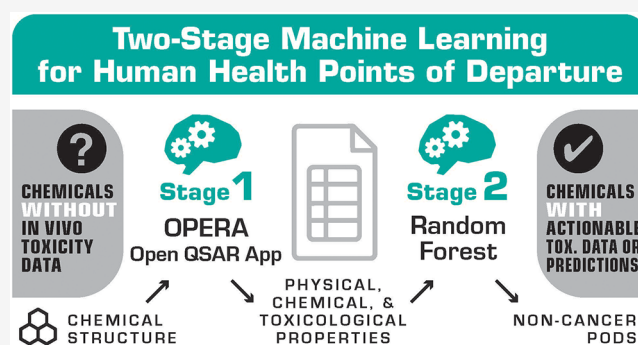 Two-Stage Machine Learning
for Human Health Points of Departure
?
CHEMICALS
WITHOUT
IN VIVO
TOXICITY
DATA
Stage 1
OPERA
Open QSAR App
Stage 2
Random
Forest
CHEMICALS
WITH
ACTIONABLE
TOX. DATA OR
PREDICTIONS
CHEMICAL
STRUCTURE
PHYSICAL,
CHEMICAL, &
TOXICOLOGICAL
PROPERTIES
NON-CANCER
PODS